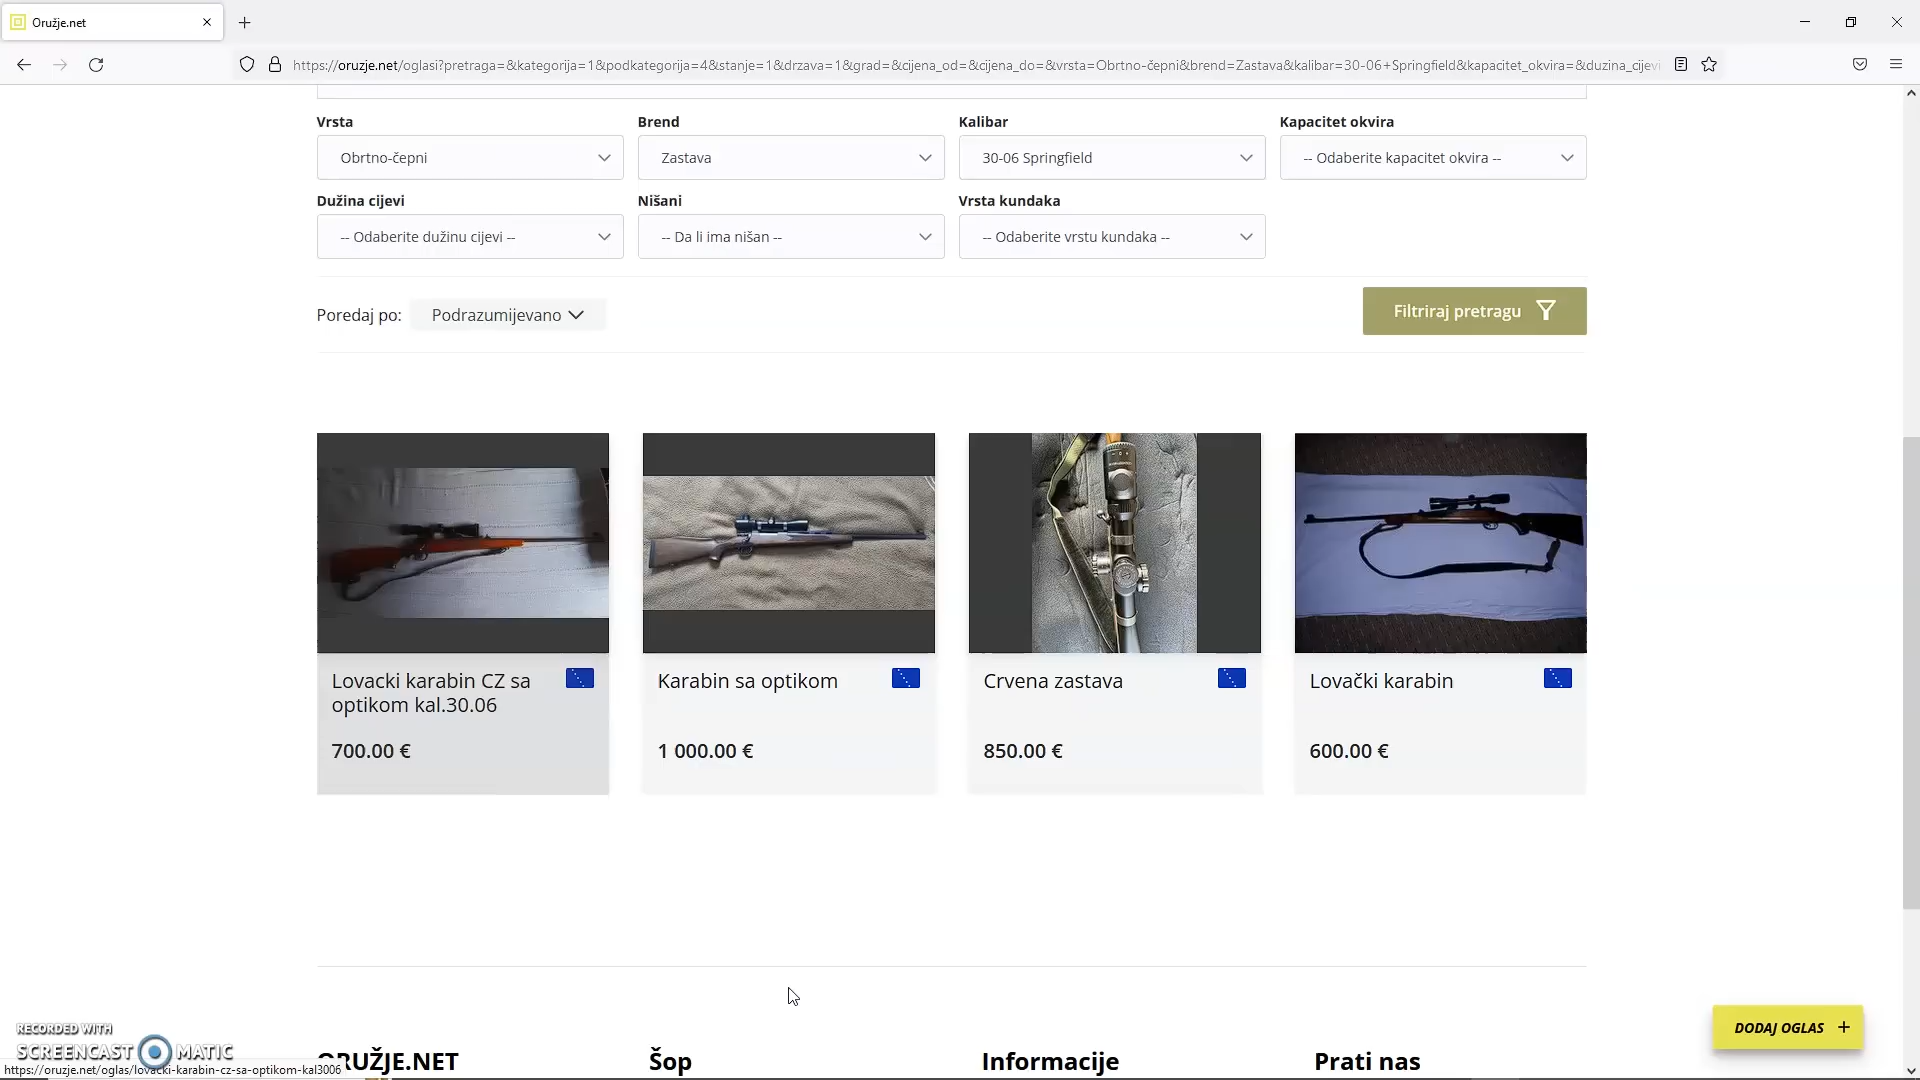 Oružje.net
https://oruzje.net/oglasi?pretraga=&kategorija=1&podkategorija=4&stanje=1&drzava=1&grad=&cijena_od=&cijena_do=&vrsta=Obrtno-čepni&brend=Zastava&kalibar=30-06+Springfield&kapacitet_okvira=&duzina_cijevi
Vrsta
Brend
Kalibar
Kapacitet okvira
Obrtno-čepni
Zastava
30-06 Springfield
-- Odaberite kapacitet okvira --
Dužina cijevi
Nišani
Vrsta kundaka
-- Odaberite dužinu cijevi --
-- Da li ima nišan --
-- Odaberite vrstu kundaka --
Poredaj po:
Podrazumijevano
Filtriraj pretragu
Lovacki karabin CZ sa
optikom kal.30.06
700.00 €
Karabin sa optikom
1 000.00 €
Crvena zastava
850.00 €
Lovački karabin
600.00 €
DODAJ OGLAS +
ORUŽJE.NET
Šop
Informacije
Prati nas
RECORDED WITH
SCREENCAST MATIC
https://oruzje.net/oglas/lovacki-karabin-cz-sa-optikom-kal3006